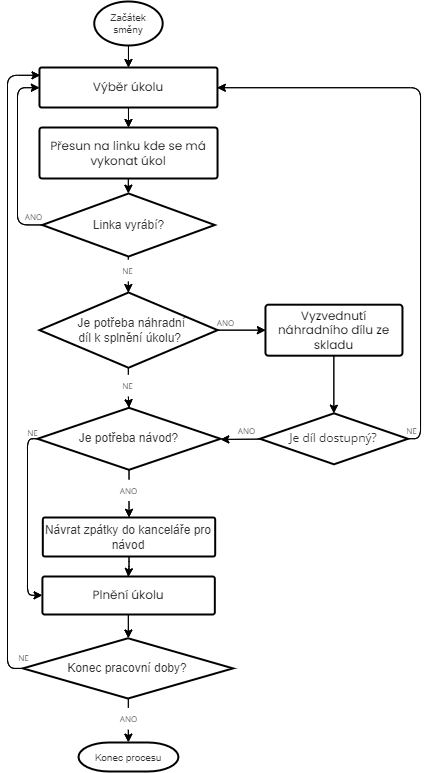 Začátek
směny
Výběr úkolu
Přesun na linku kde se má
vykonat úkol
Linka vyrábí?
ANO
NE
Je potřeba náhradní
díl k splnění úkolu?
ANO
Vyzvednutí
náhradního dílu ze
skladu
NE
Je potřeba návod?
NE
ANO
Je díl dostupný?
NE
ANO
Návrat zpátky do kanceláře pro
návod
Plnění úkolu
Konec pracovní doby?
NE
ANO
Konec procesu